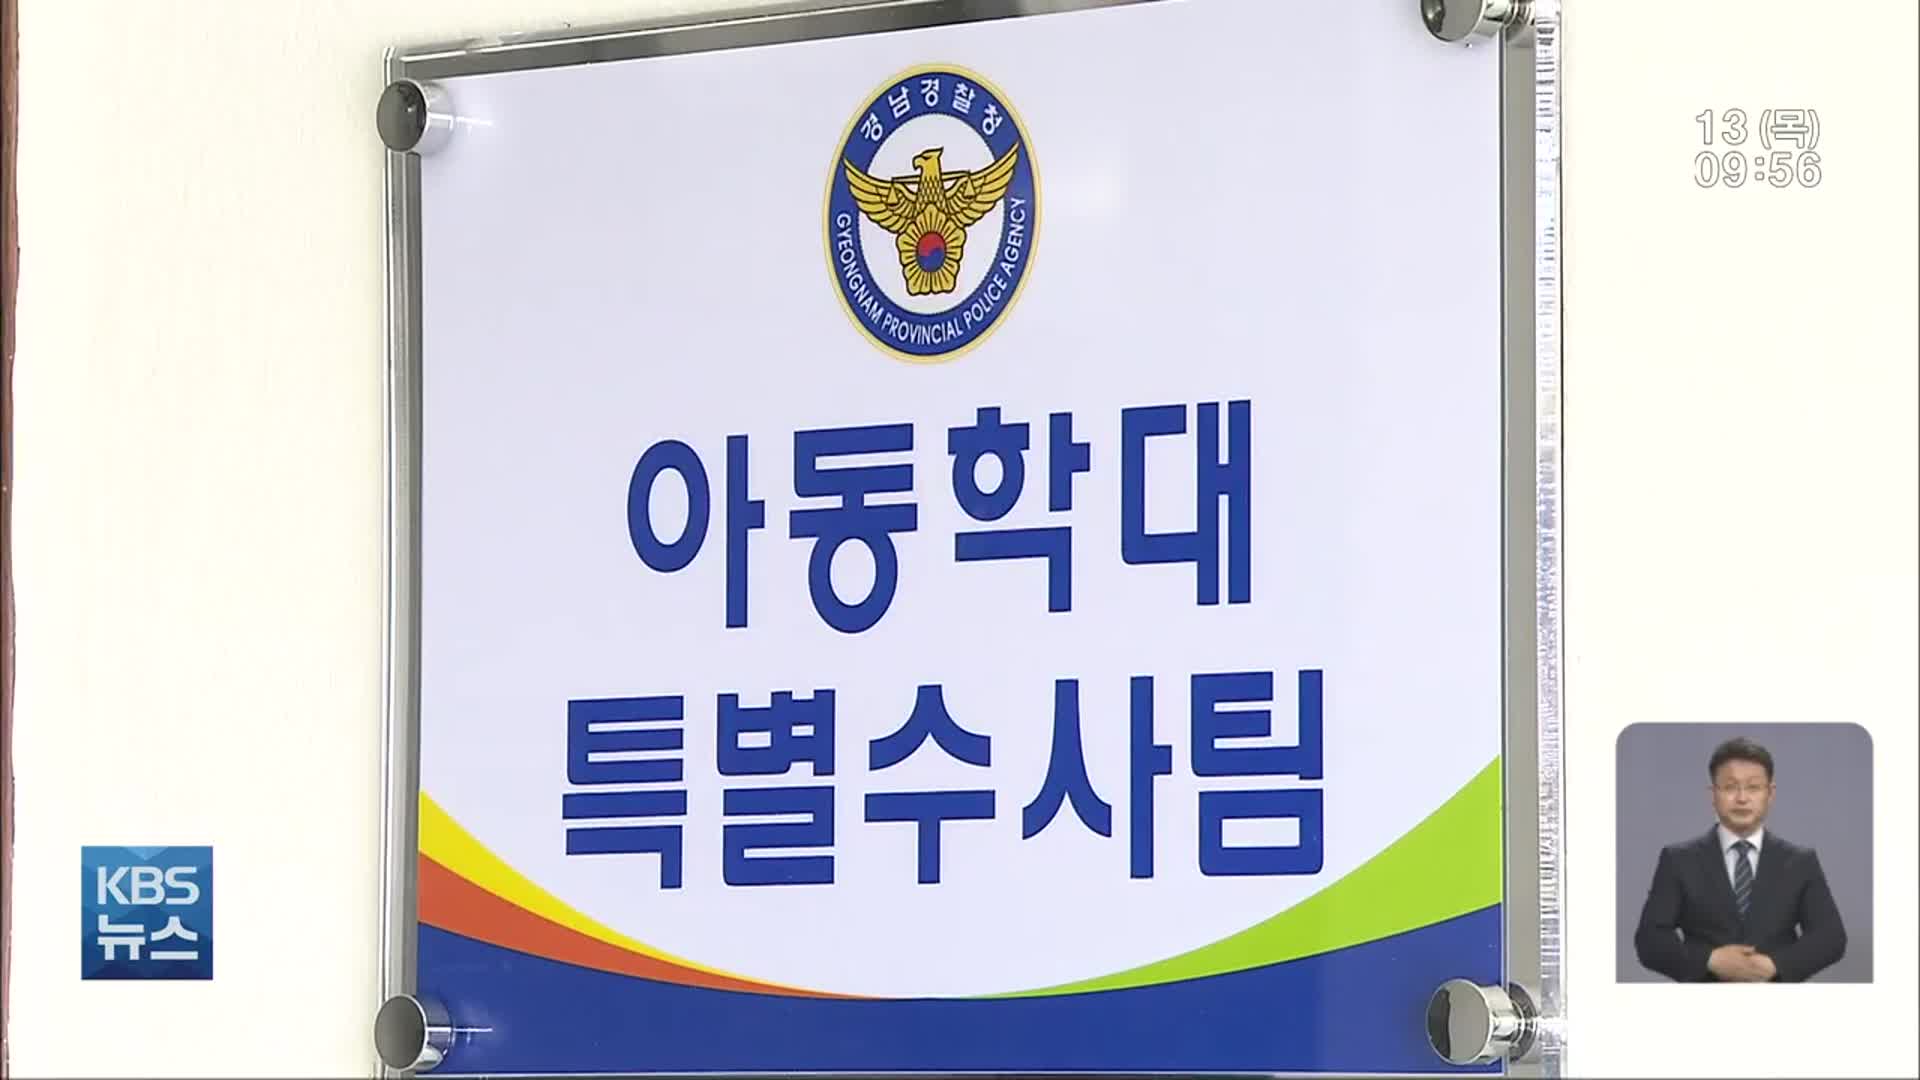 경남경찰청
GYEONGNAM PROVINCIAL POLICE AGENCY
아동학대
특별수사팀
13 (목)
09:56
KBS
뉴스